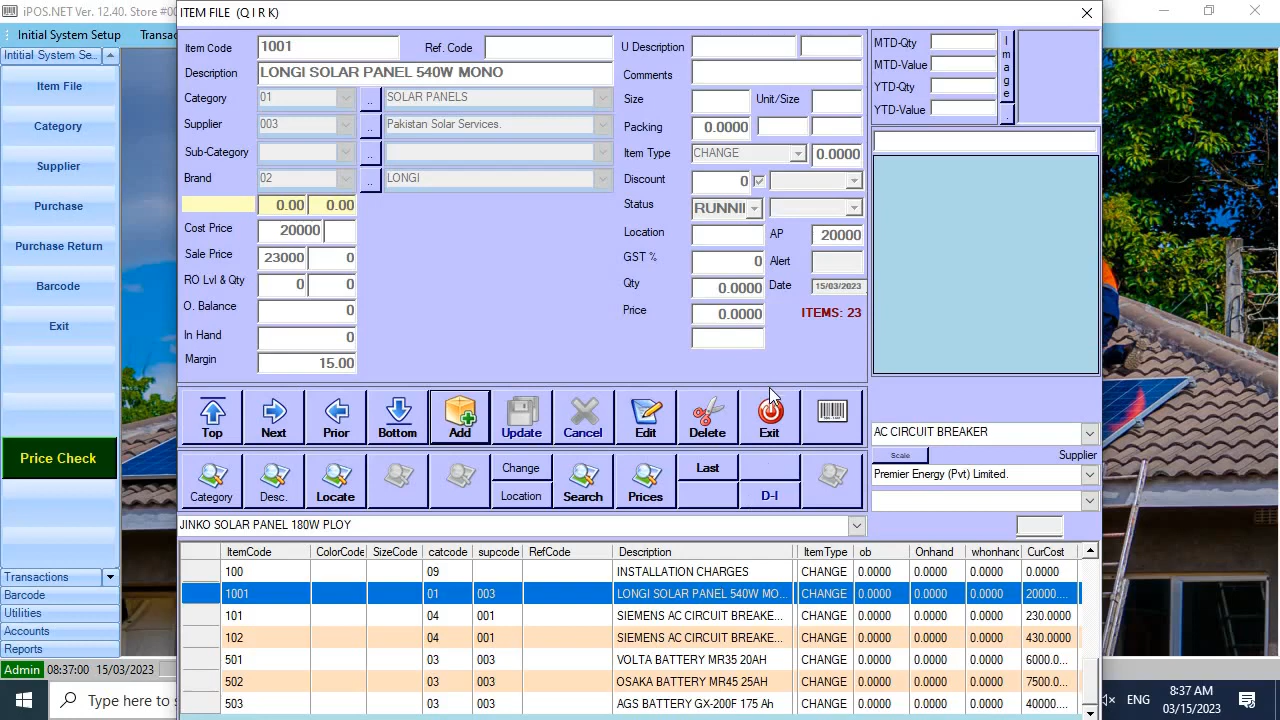 iPOS.NET Ver. 12.40. Store #00
ITEM FILE (Q I R K)
Initial System Setup
Intitial System Se...
Item File
Category
Supplier
Purchase
Purchase Return
Barcode
Exit
Price Check
Transactions
Barcode
Utilities
Accounts
Reports
Admin 08:37:00 15/03/2023
Item Code 1001 Ref. Code
Description LONGI SOLAR PANEL 540W MONO
Category 01 .. SOLAR PANELS
Supplier 003 .. Pakistan Solar Services.
Sub-Category ..
Brand 02 .. LONGI
0.00 0.00
Cost Price 20000
Sale Price 23000 0
RO Lvl & Qty 0 0
O. Balance 0
In Hand 0
Margin 15.00
U Description
Comments
Size Unit/Size
Packing 0.0000
Item Type CHANGE 0.0000
Discount 0
Status RUNNII
Location AP 20000
GST % 0 Alert
Qty 0.0000 Date 15/03/2023
Price 0.0000 ITEMS: 23
MTD-Qty
MTD-Value
YTD-Qty
YTD-Value
Image
.
Top Next Prior Bottom Add Update Cancel Edit Delete Exit
Category Desc. Locate Change Location Search Prices Last D-I
AC CIRCUIT BREAKER
Scale Supplier
Premier Energy (Pvt) Limited.
JINKO SOLAR PANEL 180W PLOY
ItemCode ColorCode SizeCode catcode supcode RefCode Description ItemType ob Onhand whonhand CurCost
100 09 INSTALLATION CHARGES CHANGE 0.0000 0.0000 0.0000 0.0000
1001 01 003 LONGI SOLAR PANEL 540W MO... CHANGE 0.0000 0.0000 0.0000 20000....
101 04 001 SIEMENS AC CIRCUIT BREAKE... CHANGE 0.0000 0.0000 0.0000 230.0000
102 04 001 SIEMENS AC CIRCUIT BREAKE... CHANGE 0.0000 0.0000 0.0000 430.0000
501 03 003 VOLTA BATTERY MR35 20AH CHANGE 0.0000 0.0000 0.0000 6000.0...
502 03 003 OSAKA BATTERY MR45 25AH CHANGE 0.0000 0.0000 0.0000 7500.0...
503 03 003 AGS BATTERY GX-200F 175 Ah CHANGE 0.0000 0.0000 0.0000 40000....
Type here to s
ENG
8:37 AM
03/15/2023